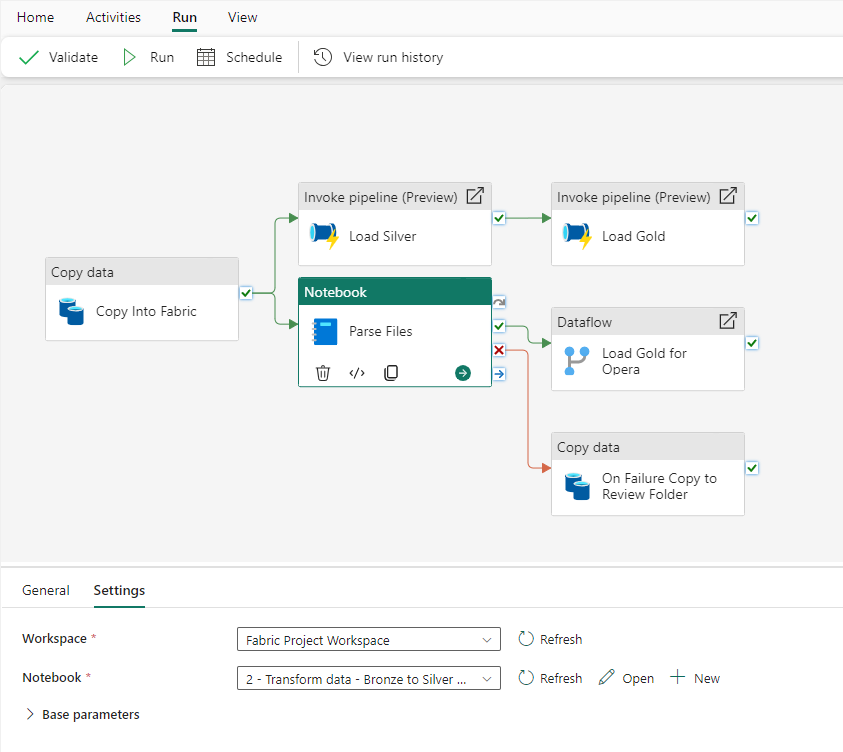 Home Activities Run View
Validate Run Schedule View run history
Invoke pipeline (Preview)
Load Silver
Invoke pipeline (Preview)
Load Gold
Copy data
Copy Into Fabric
Notebook
Parse Files
Dataflow
Load Gold for
Opera
Copy data
On Failure Copy to
Review Folder
General Settings
Workspace * Fabric Project Workspace Refresh
Notebook * 2 - Transform data - Bronze to Silver ... Refresh Open New
Base parameters